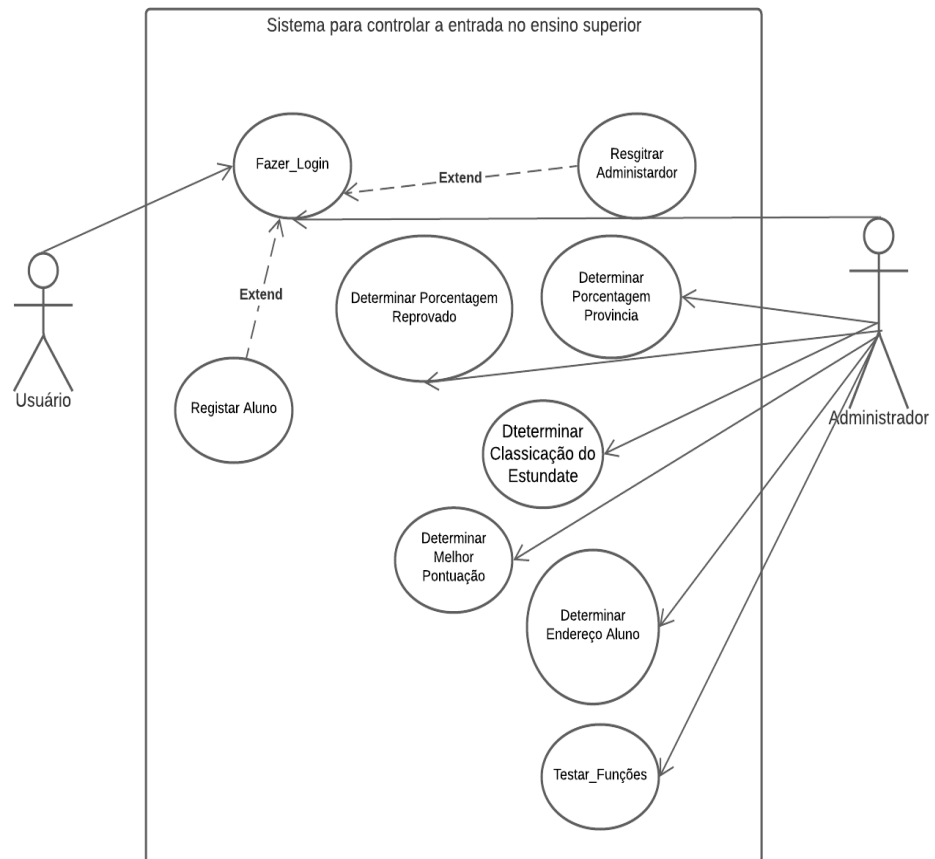 Sistema para controlar a entrada no ensino superior
Fazer_Login
Resgitrar
Administardor
Extend
Extend
Determinar Porcentagem
Reprovado
Determinar
Porcentagem
Provincia
Usuário
Registar Aluno
Administrador
Dteterminar
Classicação do
Estundate
Determinar
Melhor
Pontuação
Determinar
Endereço Aluno
Testar_Funções